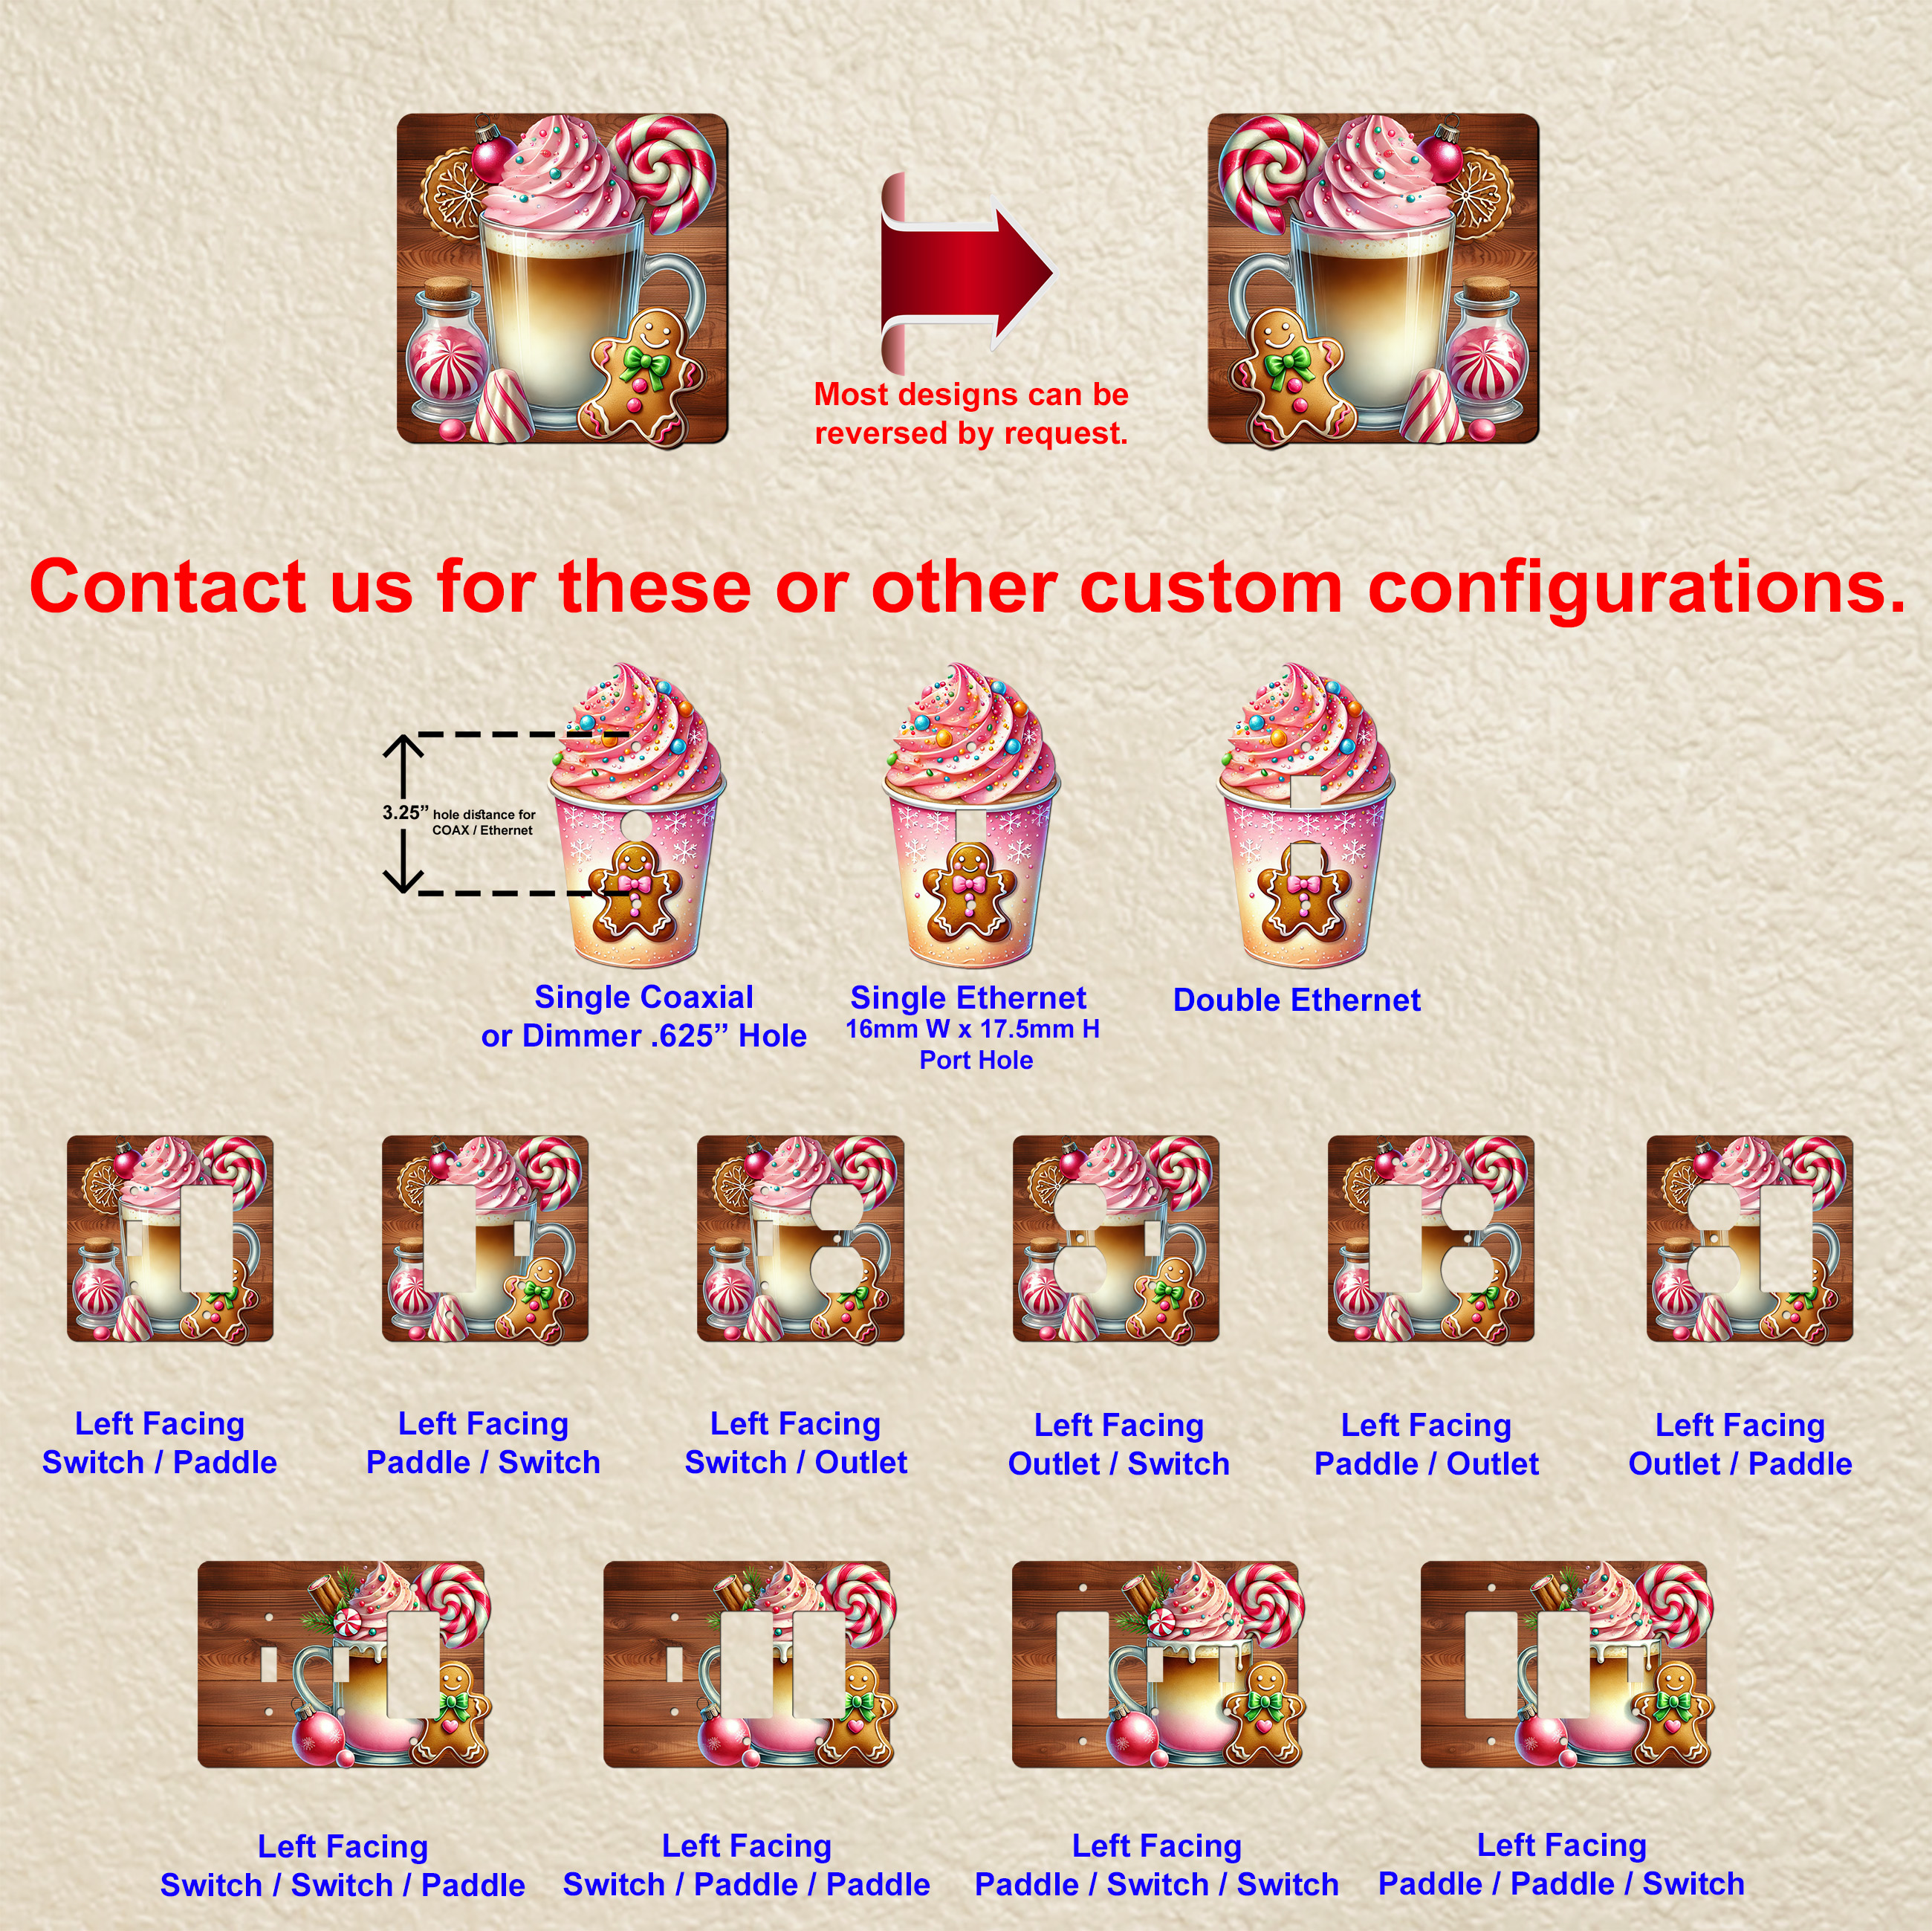 Most designs can be
reversed by request.
Contact us for these or other custom configurations.
3.25” hole distance for
COAX / Ethernet
Single Coaxial
or Dimmer .625” Hole
Single Ethernet
16mm W x 17.5mm H
Port Hole
Double Ethernet
Left Facing
Switch / Paddle
Left Facing
Paddle / Switch
Left Facing
Switch / Outlet
Left Facing
Outlet / Switch
Left Facing
Paddle / Outlet
Left Facing
Outlet / Paddle
Left Facing
Switch / Switch / Paddle
Left Facing
Switch / Paddle / Paddle
Left Facing
Paddle / Switch / Switch
Left Facing
Paddle / Paddle / Switch